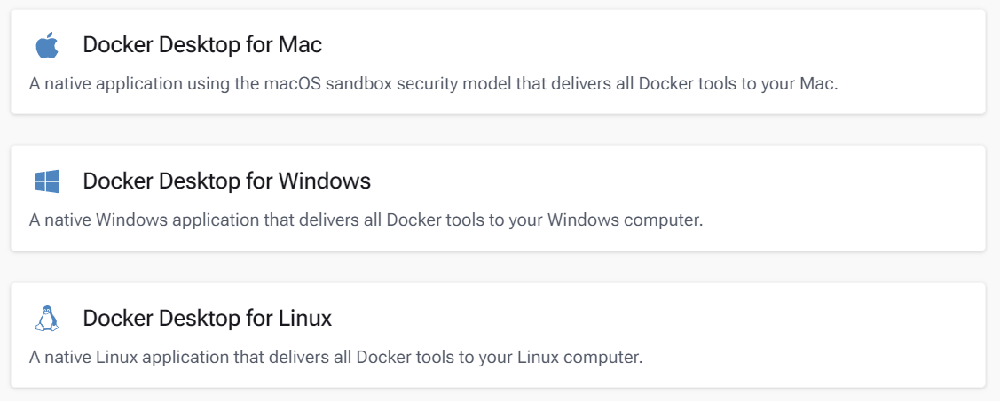 Docker Desktop for Mac
A native application using the macOS sandbox security model that delivers all Docker tools to your Mac.
Docker Desktop for Windows
A native Windows application that delivers all Docker tools to your Windows computer.
Docker Desktop for Linux
A native Linux application that delivers all Docker tools to your Linux computer.